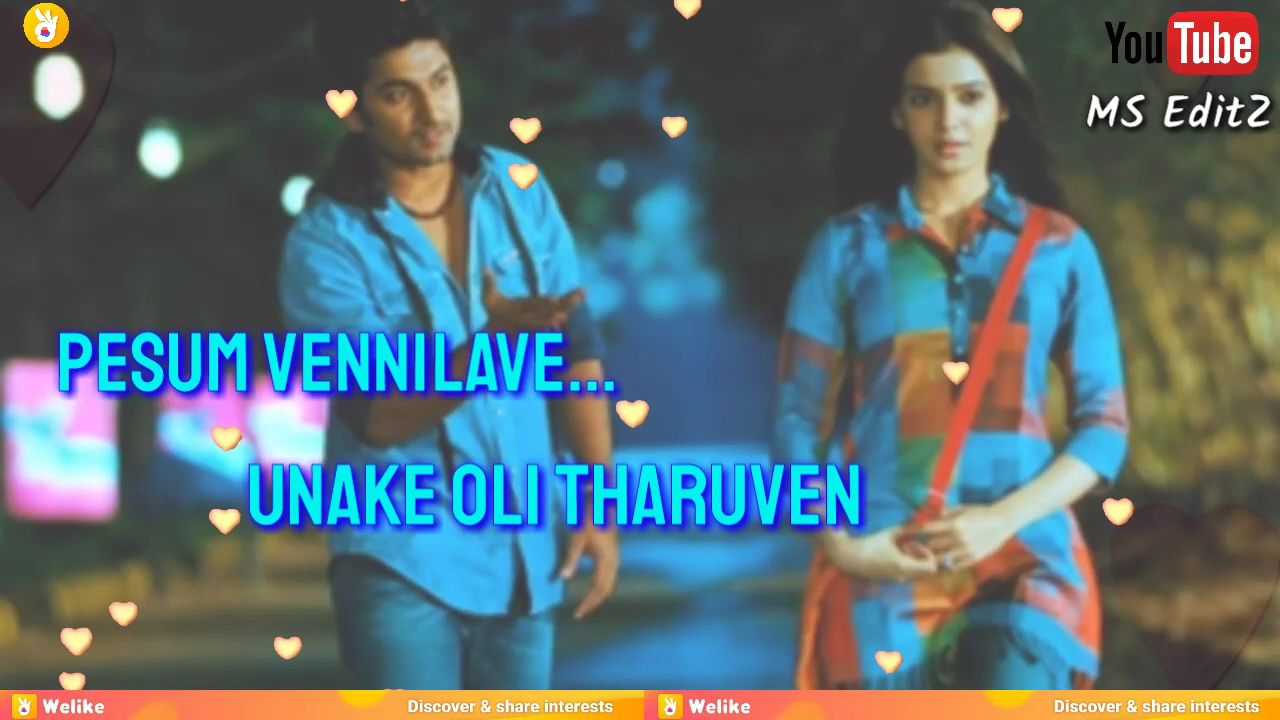 YouTube
MS EditZ
PESUM VENNILAVE...
UNAKE OLI THARUVEN
Welike Discover & share interests Welike Discover & share interests